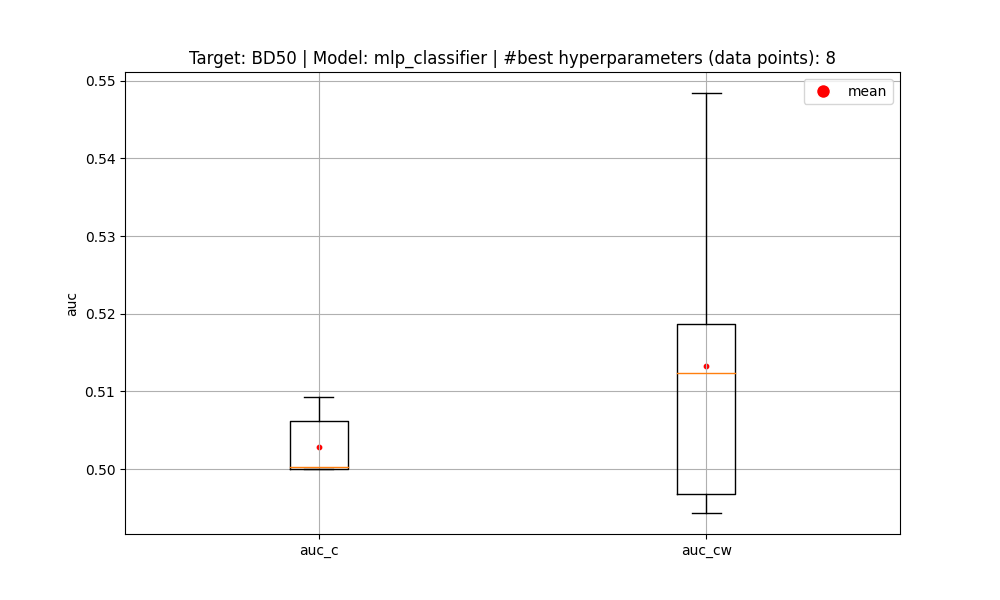 Target: BD50 | Model: mlp_classifier | #best hyperparameters (data points): 8
mean
0.55
0.54
0.53
0.52
0.51
0.50
auc
auc_c
auc_cw